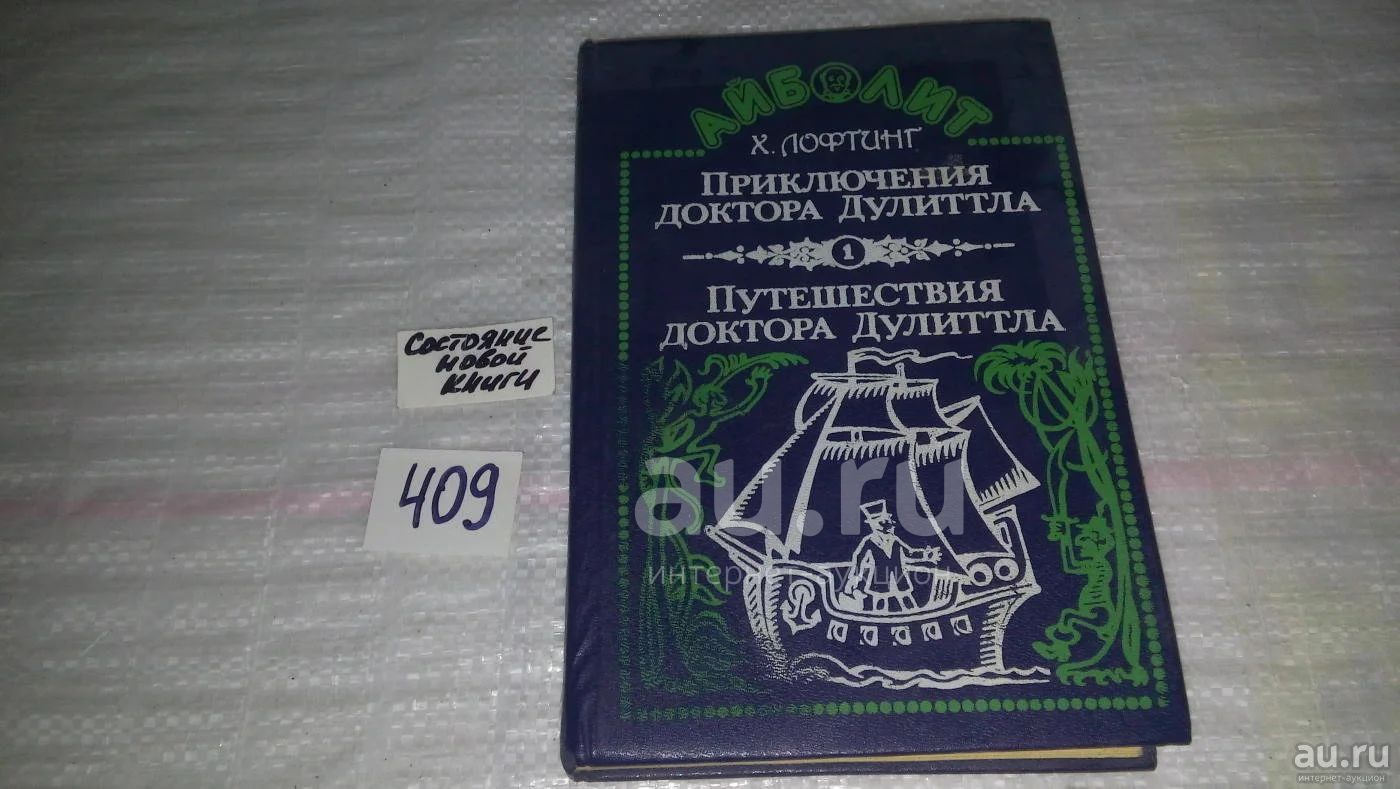 АЙБОЛИТ
Х. ЛОФТИНГ
ПРИКЛЮЧЕНИЯ
ДОКТОРА ДУЛИТТЛА
1
ПУТЕШЕСТВИЯ
ДОКТОРА ДУЛИТТЛА
Состояние
новой
книги
409
au.ru
интернет-аукцион
au.ru
интернет-аукцион